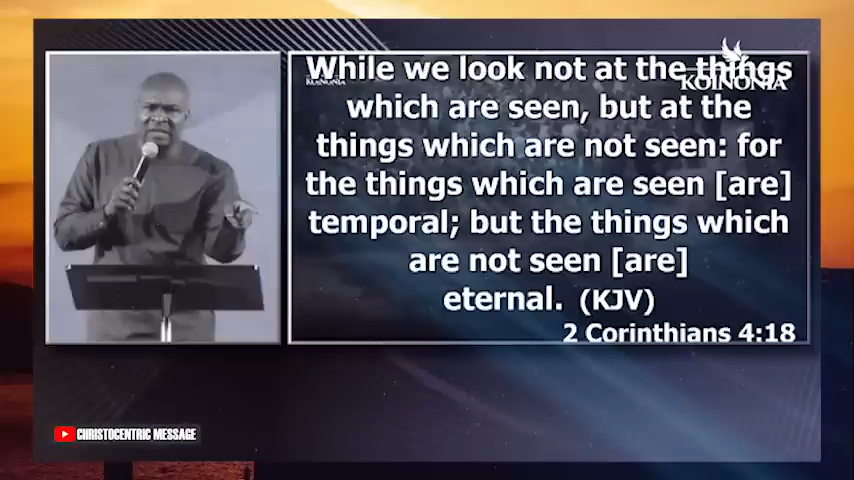 While we look not at the things
KOINONIA
KOINONIA
which are seen, but at the
things which are not seen: for
the things which are seen [are]
temporal; but the things which
are not seen [are]
eternal. (KJV)
2 Corinthians 4:18
CHRISTOCENTRIC MESSAGE